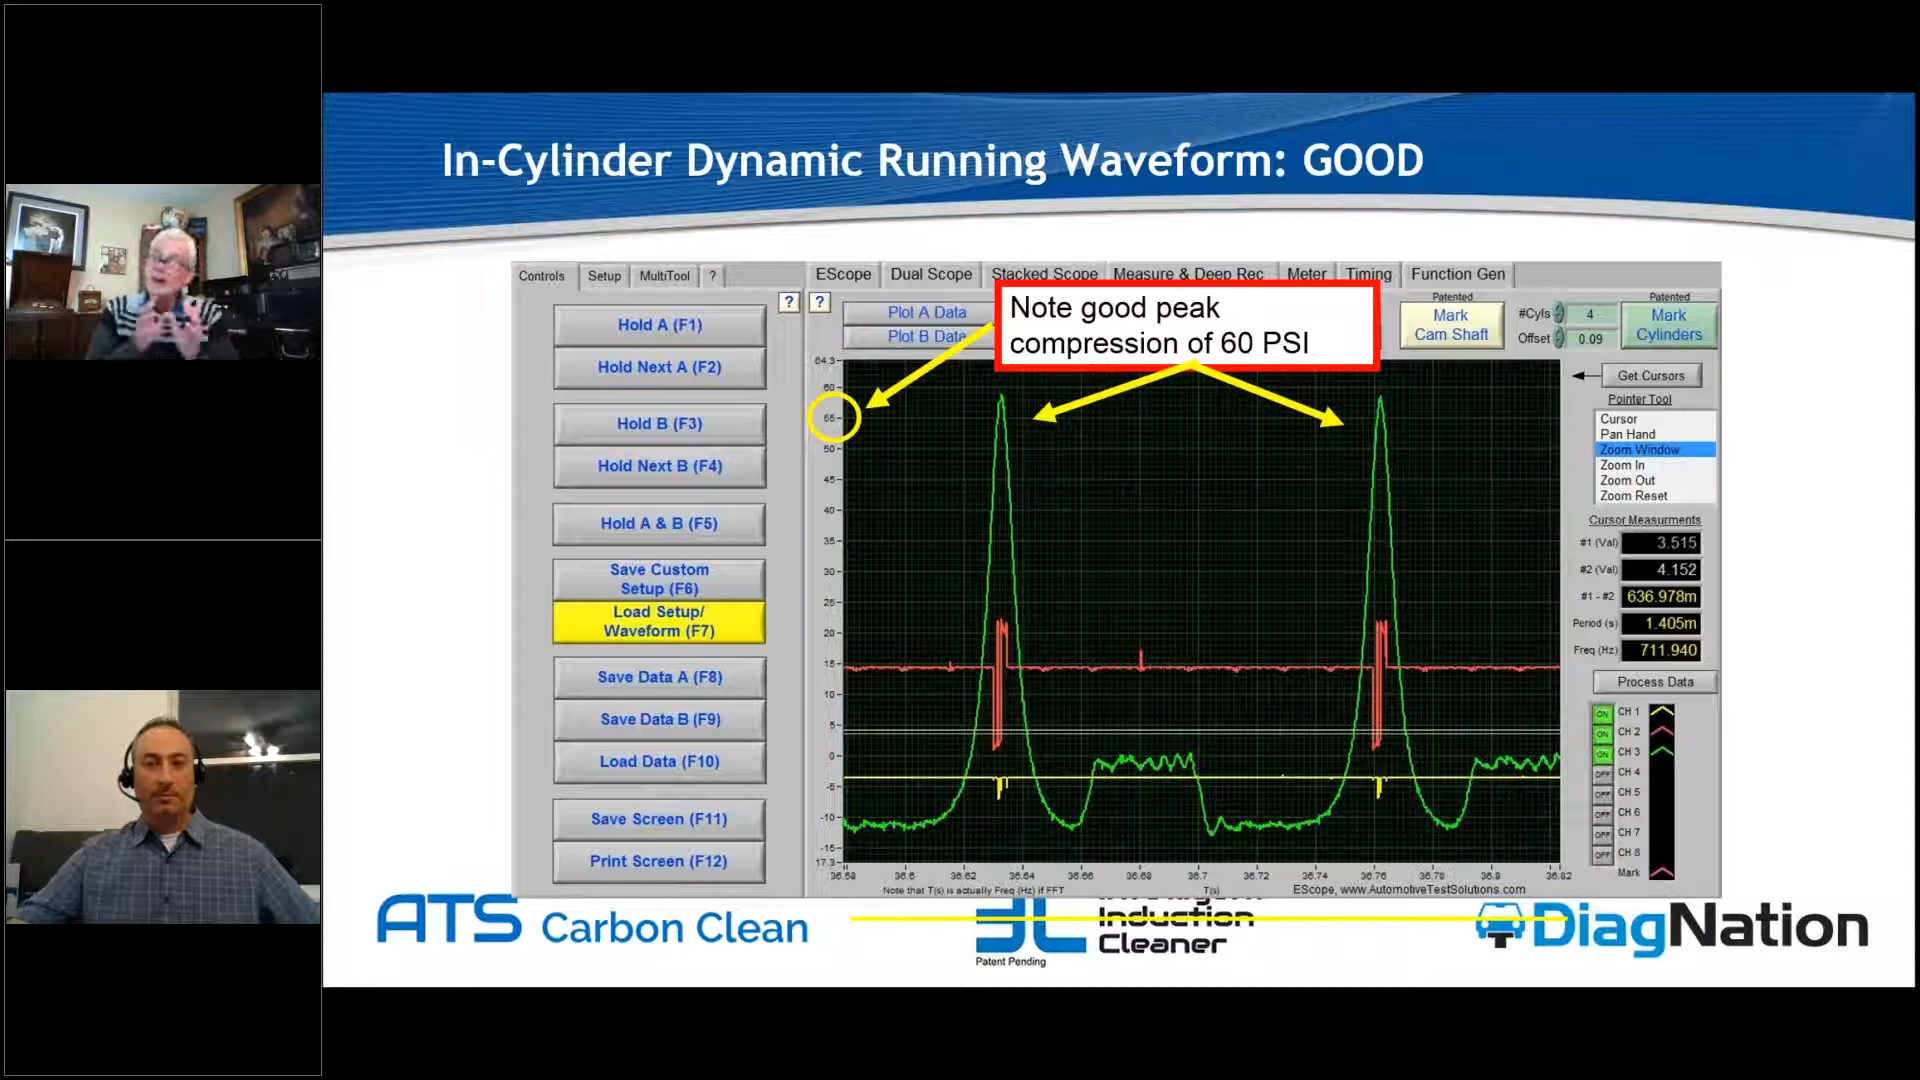 In-Cylinder Dynamic Running Waveform: GOOD
Controls
Setup
MultiTool
?
EScope
Dual Scope
Stacked Scope
Measure & Deep Rec
Meter
Timing
Function Gen
?
?
Hold A (F1)
Hold Next A (F2)
Hold B (F3)
Hold Next B (F4)
Hold A & B (F5)
Save Custom
Setup (F6)
Load Setup/
Waveform (F7)
Save Data A (F8)
Save Data B (F9)
Load Data (F10)
Save Screen (F11)
Print Screen (F12)
Plot A Data
Plot B Data
Note good peak
compression of 60 PSI
Patented
Mark
Cam Shaft
#Cyls
4
Offset
0.09
Patented
Mark
Cylinders
Get Cursors
Pointer Tool
Cursor
Pan Hand
Zoom Window
Zoom In
Zoom Out
Zoom Reset
Cursor Measurments
#1 (Val) 3.515
#2 (Val) 4.152
#1 - #2 636.978m
Period (s) 1.405m
Freq (Hz) 711.940
Process Data
ON CH 1
ON CH 2
ON CH 3
OFF CH 4
OFF CH 5
OFF CH 6
OFF CH 7
OFF CH 8
Mark
64.3
60
55
50
45
40
35
30
25
20
15
10
5
0
-5
-10
-15
17.3
36.58
36.6
36.62
36.64
36.66
36.68
36.7
36.72
36.74
36.76
36.78
36.8
36.82
Note that T(s) is actually Freq (Hz) if FFT
T(s)
EScope, www.AutomotiveTestSolutions.com
ATS Carbon Clean
Induction
Cleaner
Patent Pending
DiagNation